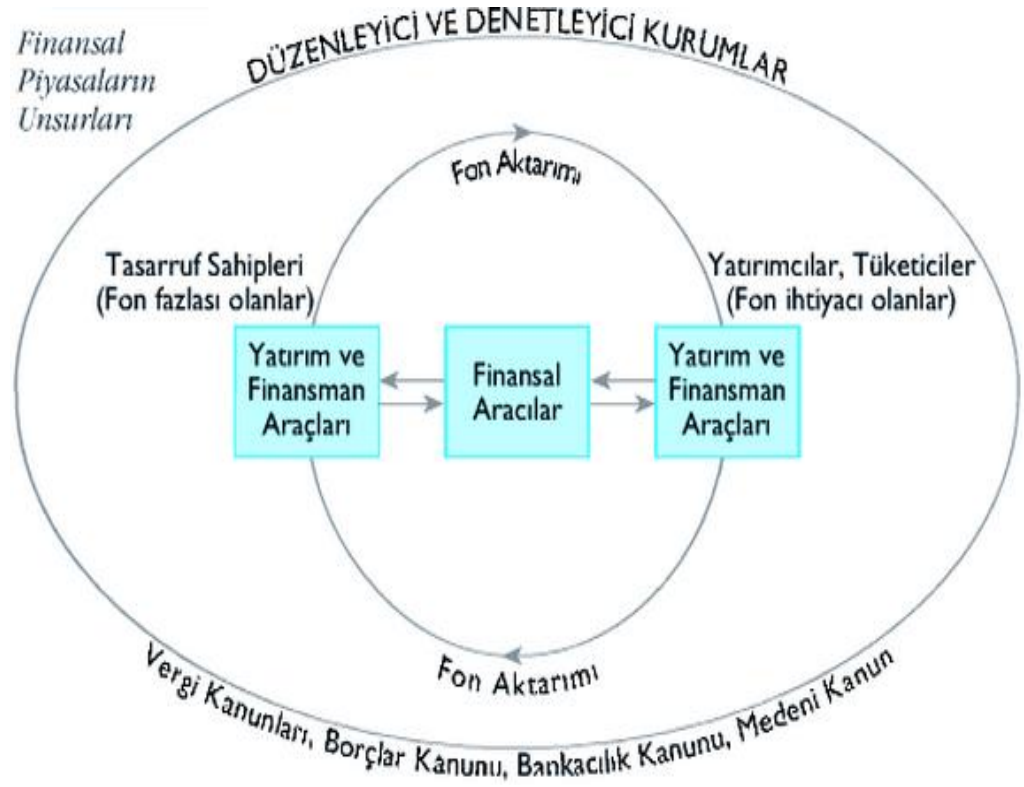 Finansal
Piyasaların
Unsurları
DÜZENLEYİCİ VE DENETLEYİCİ KURUMLAR
Fon Aktarımı
Tasarruf Sahipleri
(Fon fazlası olanlar)
Yatırımcılar, Tüketiciler
(Fon ihtiyacı olanlar)
Yatırım ve
Finansman
Araçları
Finansal
Aracılar
Yatırım ve
Finansman
Araçları
Fon Aktarımı
Vergi Kanunları, Borçlar Kanunu, Bankacılık Kanunu, Medeni Kanun